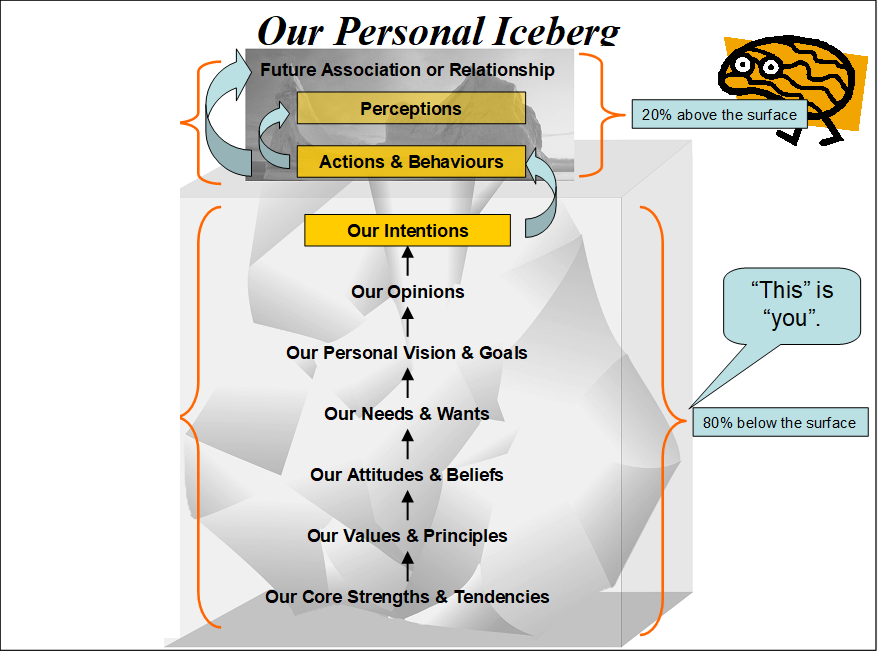 Our Personal Iceberg
Future Association or Relationship
Perceptions
20% above the surface
Actions & Behaviours
Our Intentions
Our Opinions
“This” is
“you”.
Our Personal Vision & Goals
Our Needs & Wants
80% below the surface
Our Attitudes & Beliefs
Our Values & Principles
Our Core Strengths & Tendencies